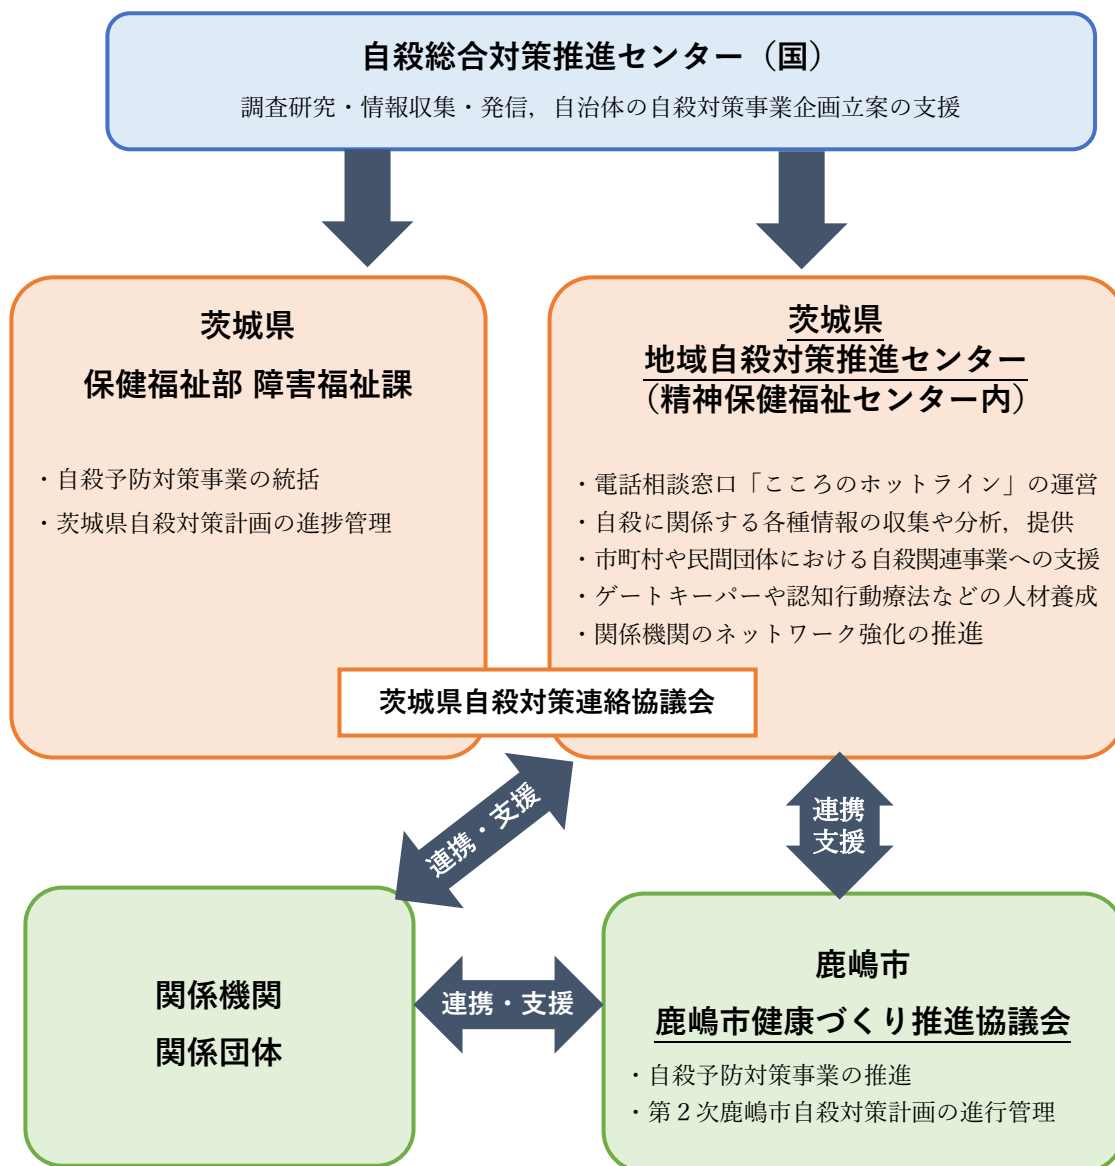 自殺総合対策推進センター（国）
調査研究・情報収集・発信，自治体の自殺対策事業企画立案の支援
茨城県
保健福祉部 障害福祉課
・自殺予防対策事業の統括
・茨城県自殺対策計画の進捗管理
茨城県
地域自殺対策推進センター
（精神保健福祉センター内）
・電話相談窓口「こころのホットライン」の運営
・自殺に関係する各種情報の収集や分析，提供
・市町村や民間団体における自殺関連事業への支援
・ゲートキーパーや認知行動療法などの人材養成
・関係機関のネットワーク強化の推進
茨城県自殺対策連絡協議会
連携・支援
連携
支援
関係機関
関係団体
連携・支援
鹿嶋市
鹿嶋市健康づくり推進協議会
・自殺予防対策事業の推進
・第２次鹿嶋市自殺対策計画の進行管理